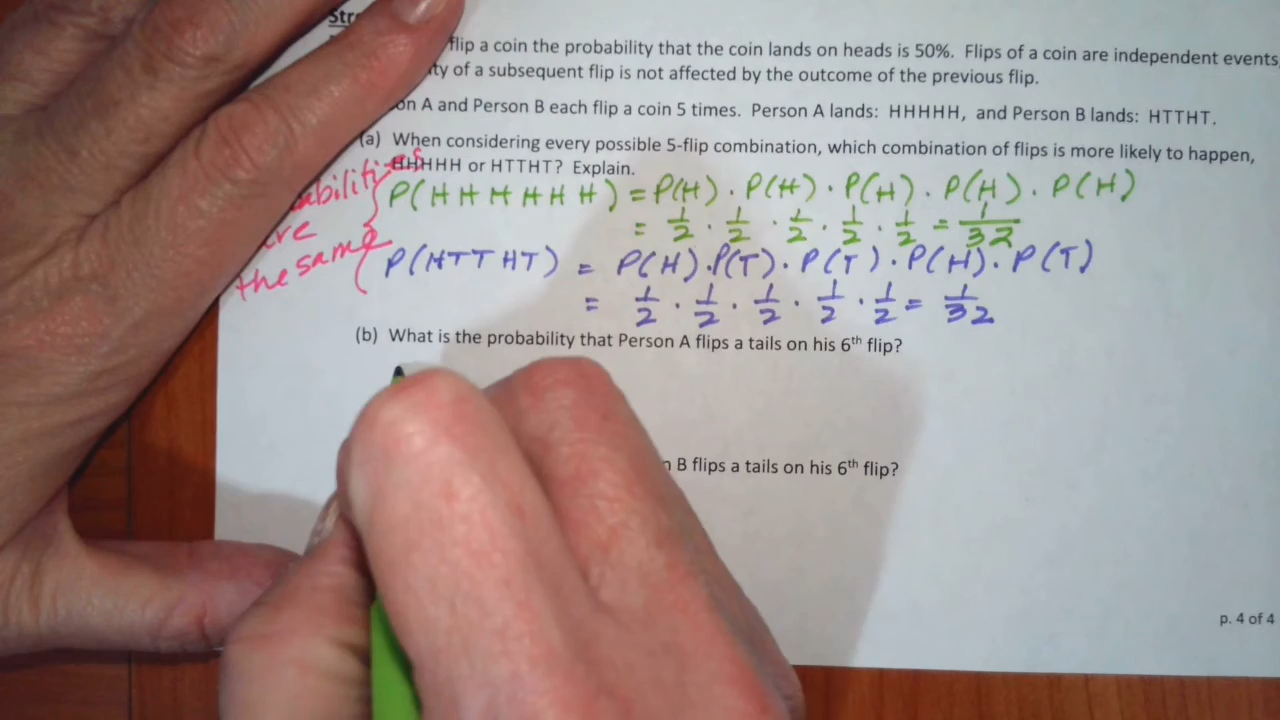 Str
flip a coin the probability that the coin lands on heads is 50%. Flips of a coin are independent events
ty of a subsequent flip is not affected by the outcome of the previous flip.
on A and Person B each flip a coin 5 times. Person A lands: HHHHH, and Person B lands: HTTHT.
(a) When considering every possible 5-flip combination, which combination of flips is more likely to happen,
HHHHH or HTTHT? Explain.
abilities
are
the same
P(HHHHHH) = P(H) · P(H) · P(H) · P(H) · P(H)
= 1/2 · 1/2 · 1/2 · 1/2 · 1/2 = 1/32
P(HTTHT) = P(H) · P(T) · P(T) · P(H) · P(T)
= 1/2 · 1/2 · 1/2 · 1/2 · 1/2 = 1/32
(b) What is the probability that Person A flips a tails on his 6th flip?
n B flips a tails on his 6th flip?
p. 4 of 4